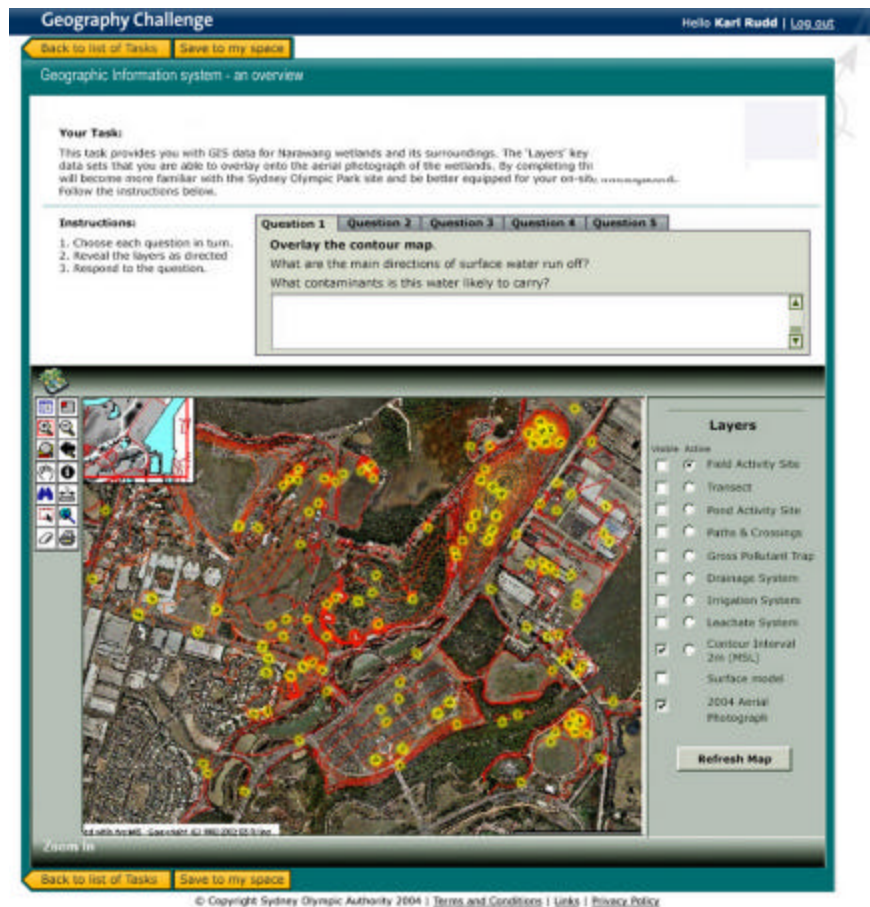 Geography Challenge
Hello Karl Rudd | Log out
Back to list of Tasks
Save to my space
Geographic Information system - an overview
Your Task:
This task provides you with GIS data for Narawang wetlands and its surroundings. The 'Layers' key
data sets that you are able to overlay onto the aerial photograph of the wetlands. By completing
will become more familiar with the Sydney Olympic Park site and be better equipped for your on-site
Follow the instructions below.
Instructions:
1. Choose each question in turn.
2. Reveal the layers as directed
3. Respond to the question.
Question 1
Question 2
Question 3
Question 4
Question 5
Overlay the contour map.
What are the main directions of surface water run off?
What contaminants is this water likely to carry?
Layers
Visible Active
Field Activity Site
Transect
Pond Activity Site
Paths & Crossings
Gross Pollutant Trap
Drainage System
Irrigation System
Leachate System
Contour Interval
2m (MSL)
Surface model
2004 Aerial
Photograph
Refresh Map
Zoom In
Back to list of Tasks
Save to my space
© Copyright Sydney Olympic Authority 2004 | Terms and Conditions | Links | Privacy Policy